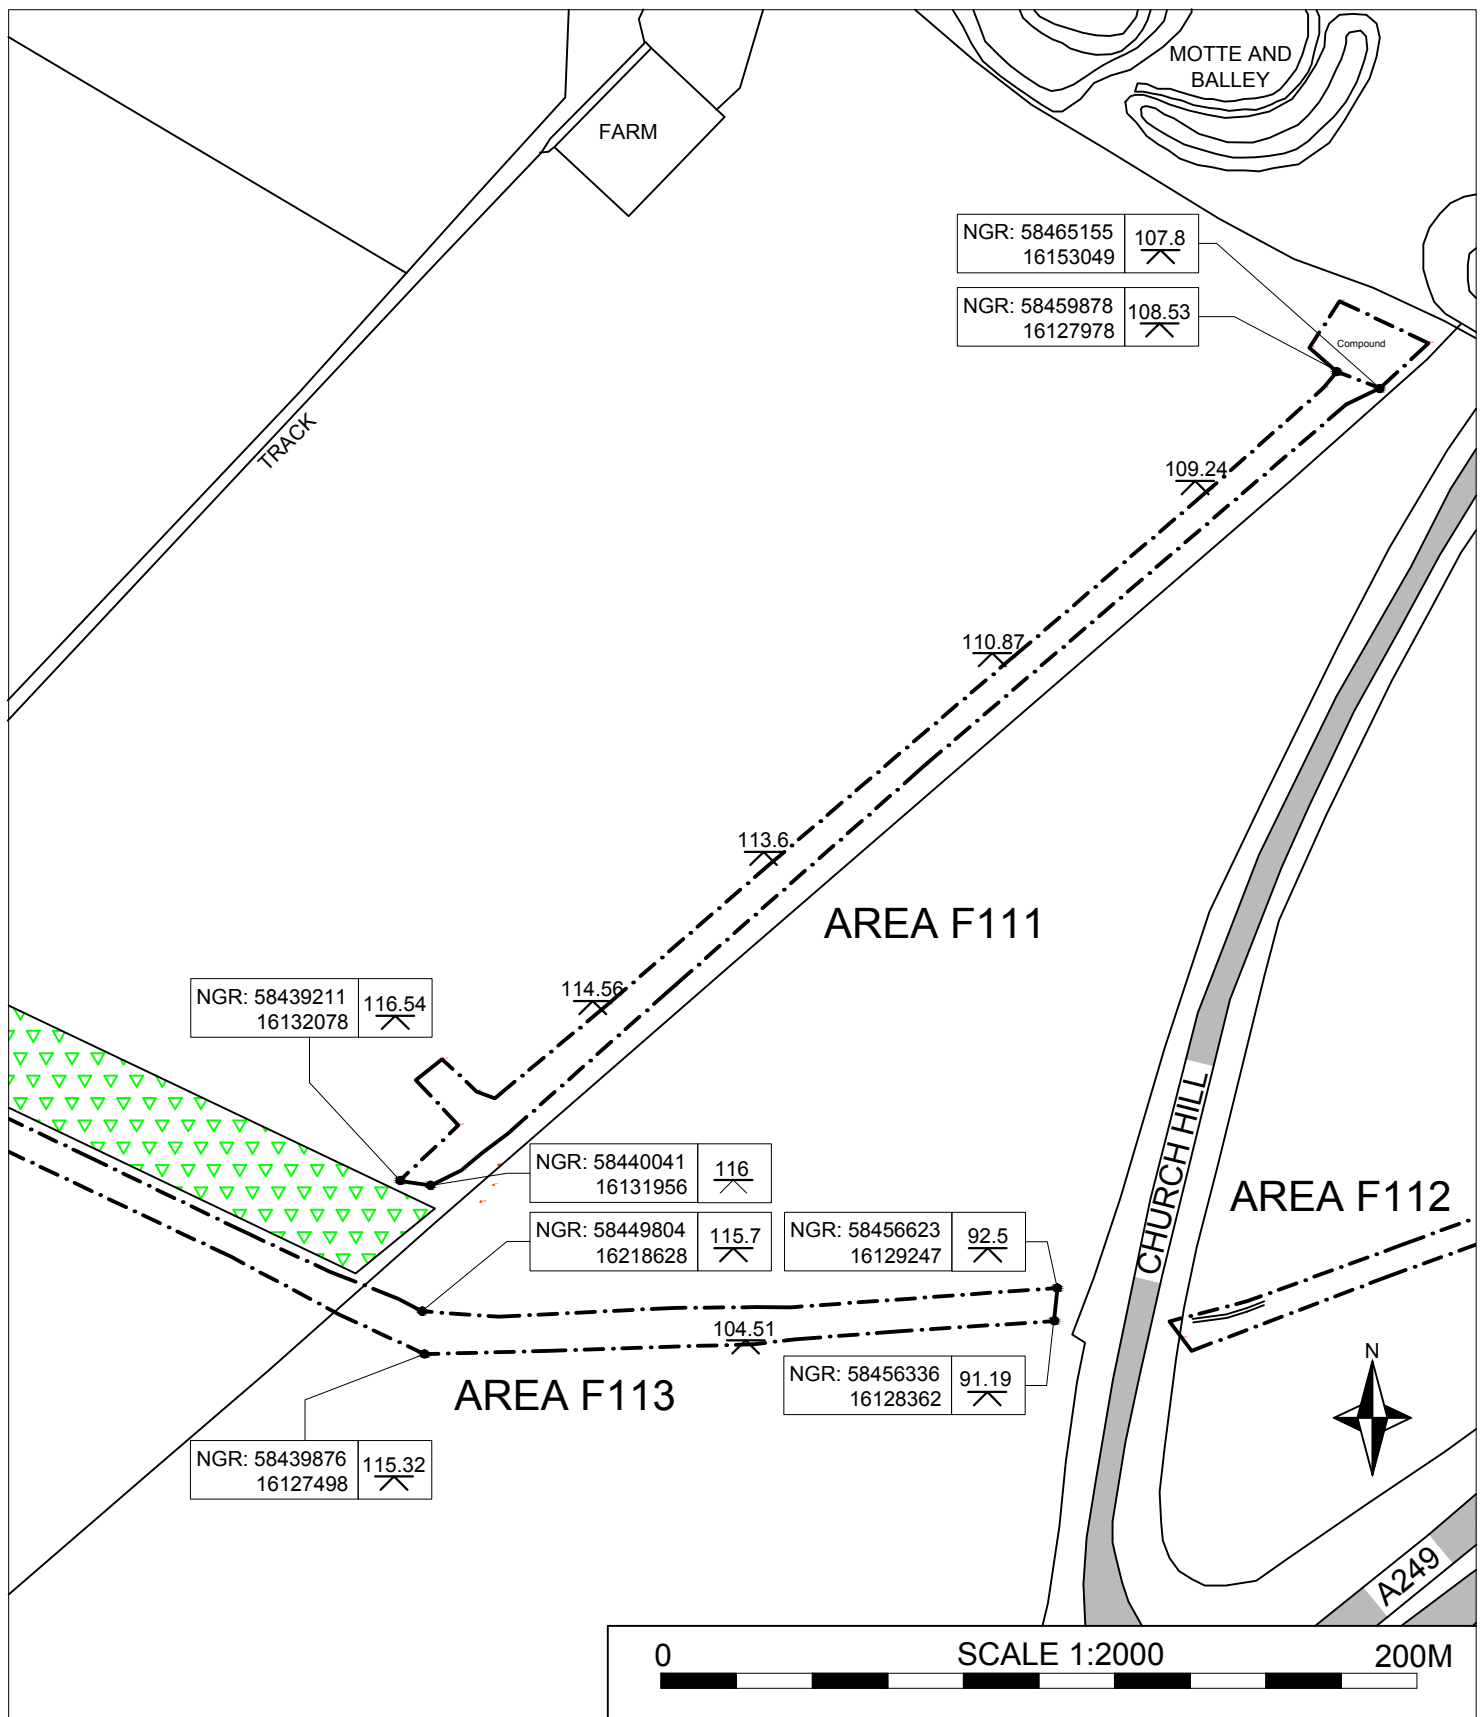 MOTTE AND
BALLEY
FARM
NGR: 58465155
16153049
107.8
NGR: 58459878
16127978
108.53
Compound
TRACK
109.24
110.87
113.6
AREA F111
114.56
NGR: 58439211
16132078
116.54
CHURCH HILL
NGR: 58440041
16131956
116
AREA F112
NGR: 58449804
16218628
115.7
NGR: 58456623
16129247
92.5
104.51
N
NGR: 58456336
16128362
91.19
AREA F113
NGR: 58439876
16127498
115.32
A249
0
SCALE 1:2000
200M